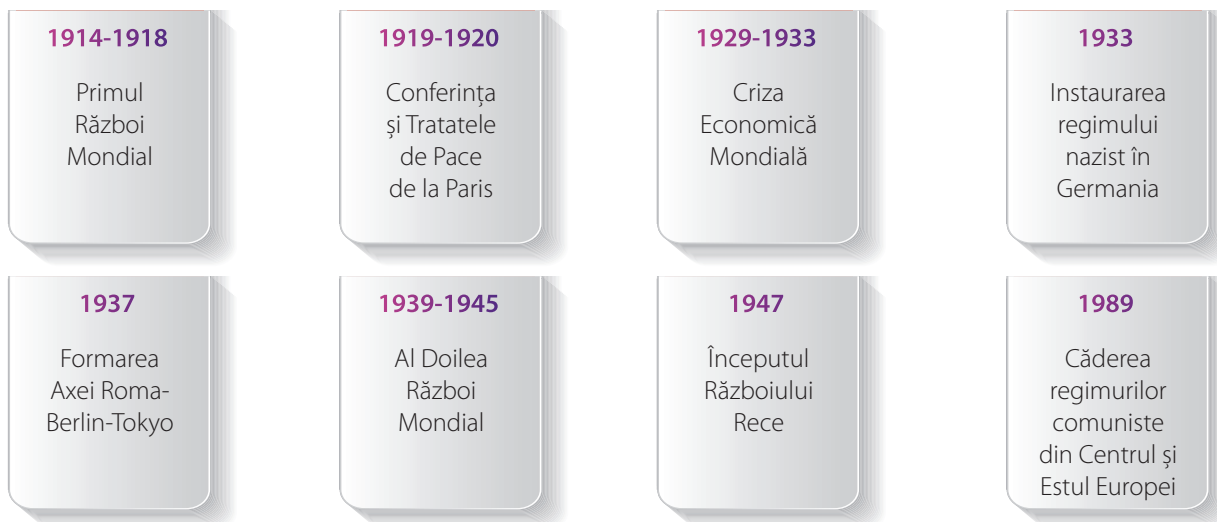 1914-1918
Primul
Război
Mondial
1919-1920
Conferința
și Tratatele
de Pace
de la Paris
1929-1933
Criza
Economică
Mondială
1933
Instaurarea
regimului
nazist în
Germania
1937
Formarea
Axei Roma-
Berlin-Tokyo
1939-1945
Al Doilea
Război
Mondial
1947
Începutul
Războiului
Rece
1989
Căderea
regimurilor
comuniste
din Centrul și
Estul Europei